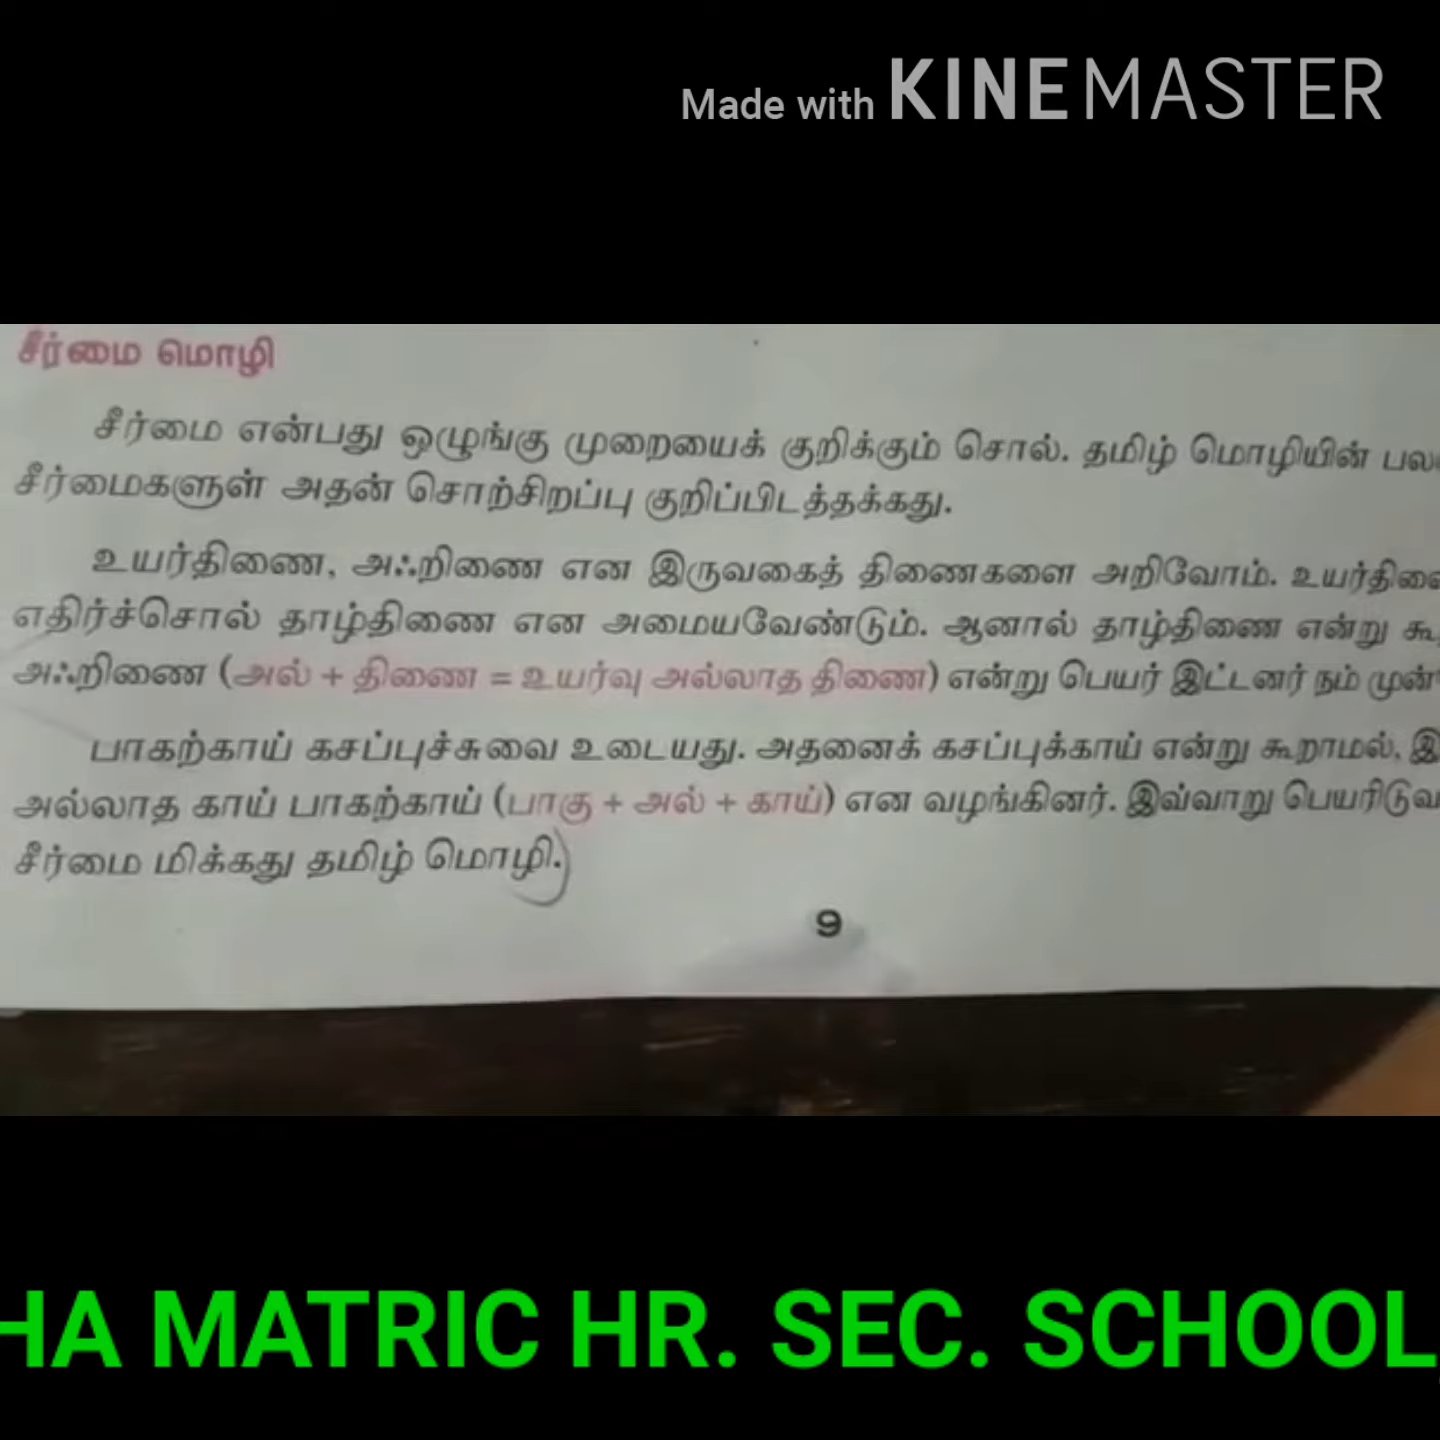 Made with KINEMASTER
சீர்மை மொழி
சீர்மை என்பது ஒழுங்கு முறையைக் குறிக்கும் சொல். தமிழ் மொழியின்
சீர்மைகளுள் அதன் சொற்சிறப்பு குறிப்பிடத்தக்கது.
உயர்திணை, அஃறிணை என இருவகைத் திணைகளை அறிவோம்.
எதிர்ச்சொல் தாழ்திணை என அமையவேண்டும். ஆனால் தாழ்திணை என்று
அஃறிணை (அல் + திணை = உயர்வு அல்லாத திணை) என்று பெயர் இட்டனர் நம்
பாகற்காய் கசப்புச்சுவை உடையது. அதனைக் கசப்புக்காய் என்று கூறாமல்,
அல்லாத காய் பாகற்காய் (பாகு + அல் + காய்) என வழங்கினர். இவ்வாறு
சீர்மை மிக்கது தமிழ் மொழி.
9
HA MATRIC HR. SEC. SCHOOL